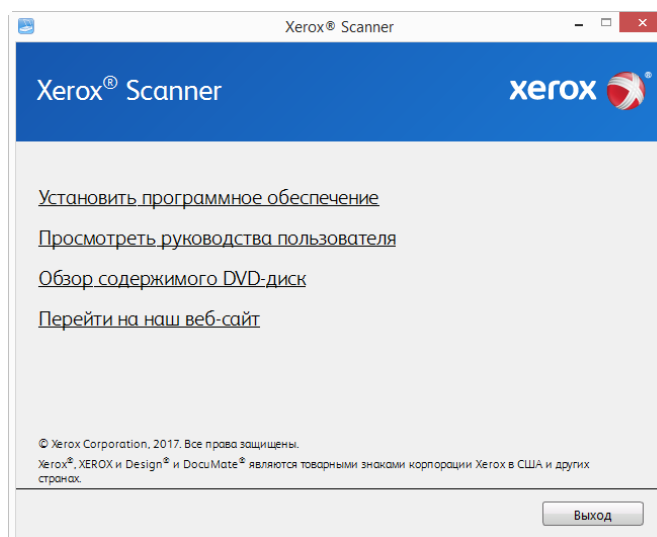 Xerox® Scanner
Xerox® Scanner
xerox®
Установить программное обеспечение
Просмотреть руководства пользователя
Обзор содержимого DVD-диск
Перейти на наш веб-сайт
© Xerox Corporation, 2017. Все права защищены.
Xerox®, XEROX и Design® и DocuMate® являются товарными знаками корпорации Xerox в США и других
странах.
Выход